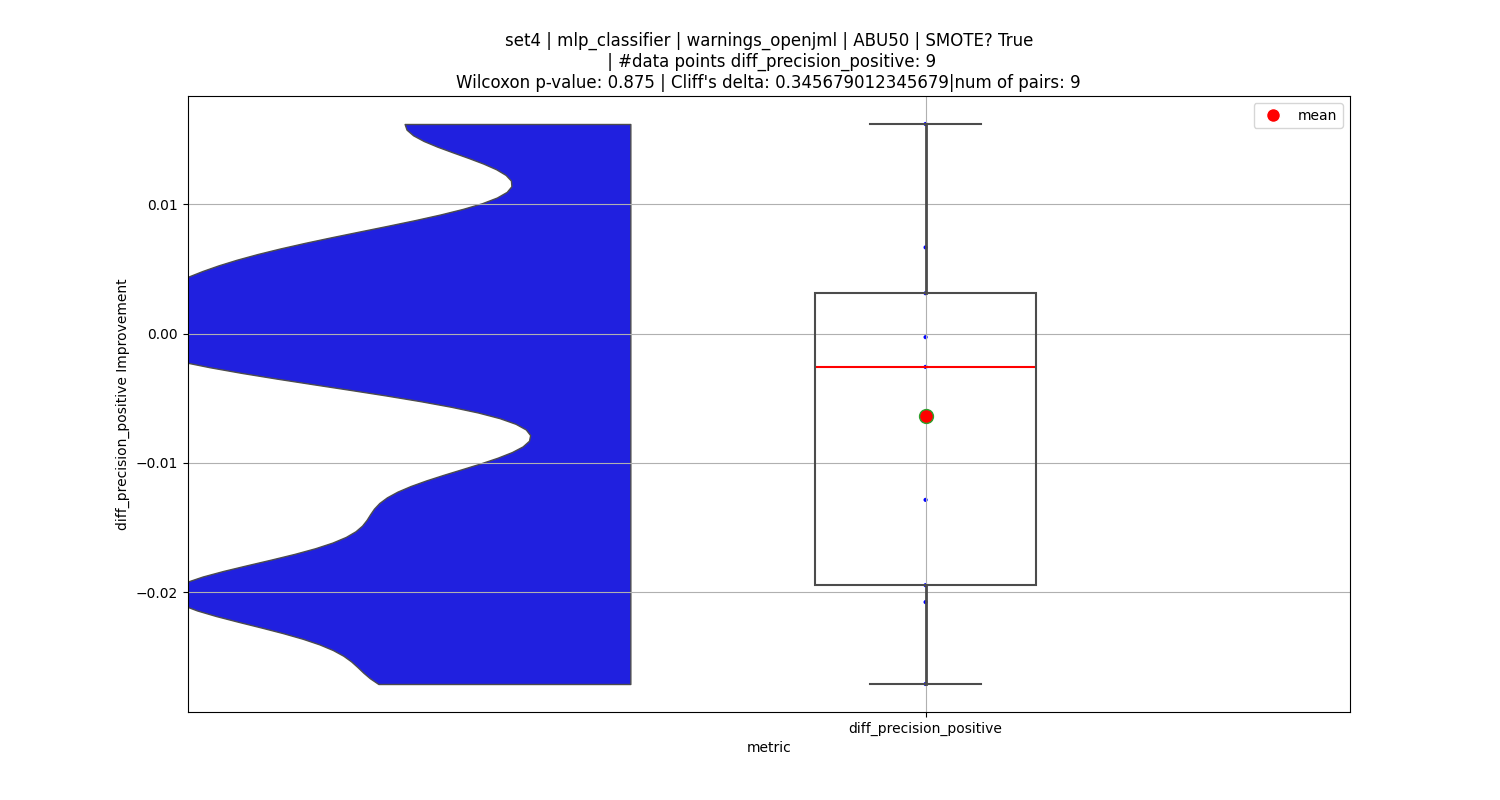 set4 | mlp_classifier | warnings_openjml | ABU50 | SMOTE? True
| #data points diff_precision_positive: 9
Wilcoxon p-value: 0.875 | Cliff's delta: 0.345679012345679|num of pairs: 9
mean
0.01
0.00
−0.01
−0.02
diff_precision_positive Improvement
diff_precision_positive
metric